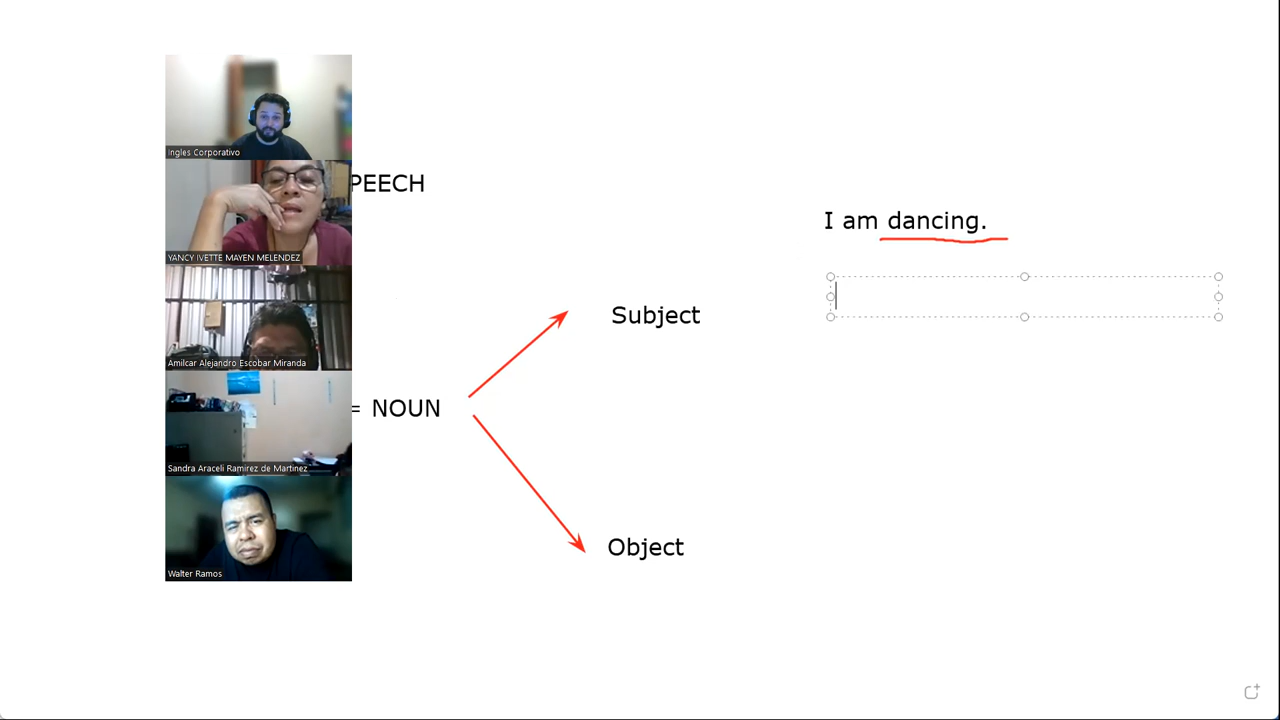 Ingles Corporativo
PEECH
YANCY IVETTE MAYEN MELENDEZ
I am dancing.
Subject
Amilcar Alejandro Escobar Miranda
= NOUN
Sandra Araceli Ramirez de Martinez
Object
Walter Ramos